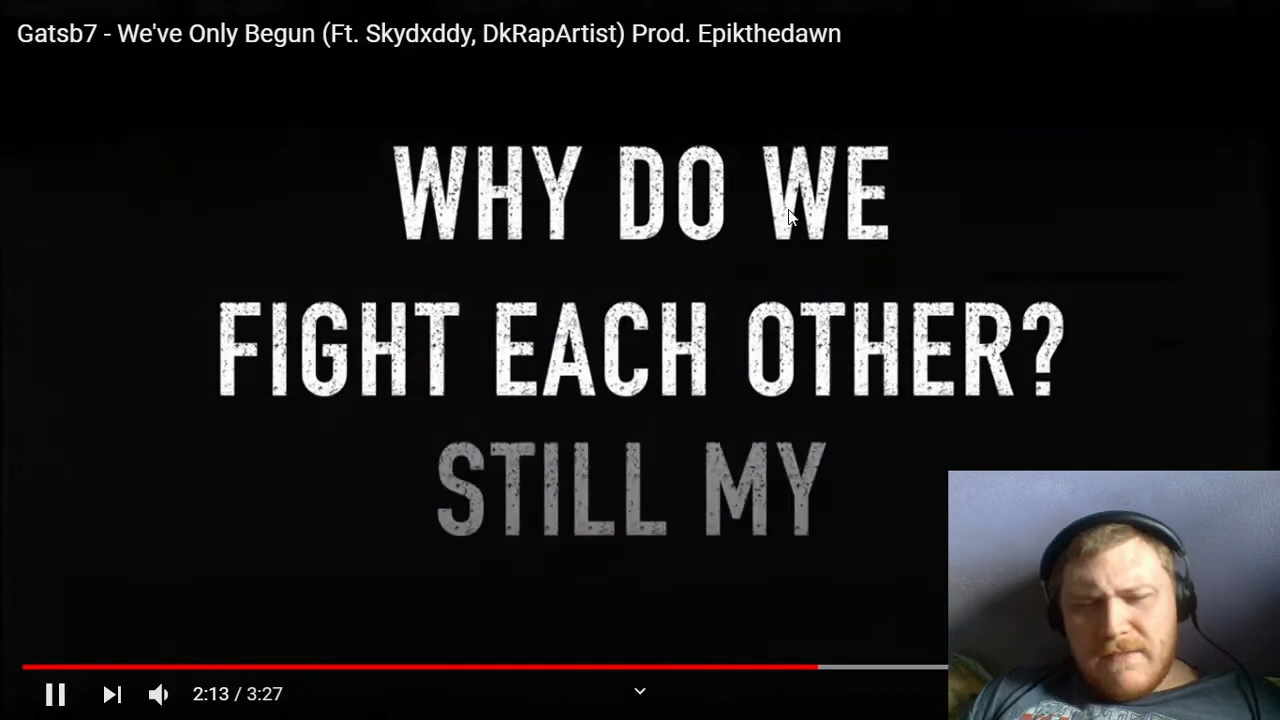 Gatsb7 - We've Only Begun (Ft. Skydxddy, DkRapArtist) Prod. Epikthedawn
WHY DO WE
FIGHT EACH OTHER?
STILL MY
2:13 / 3:27